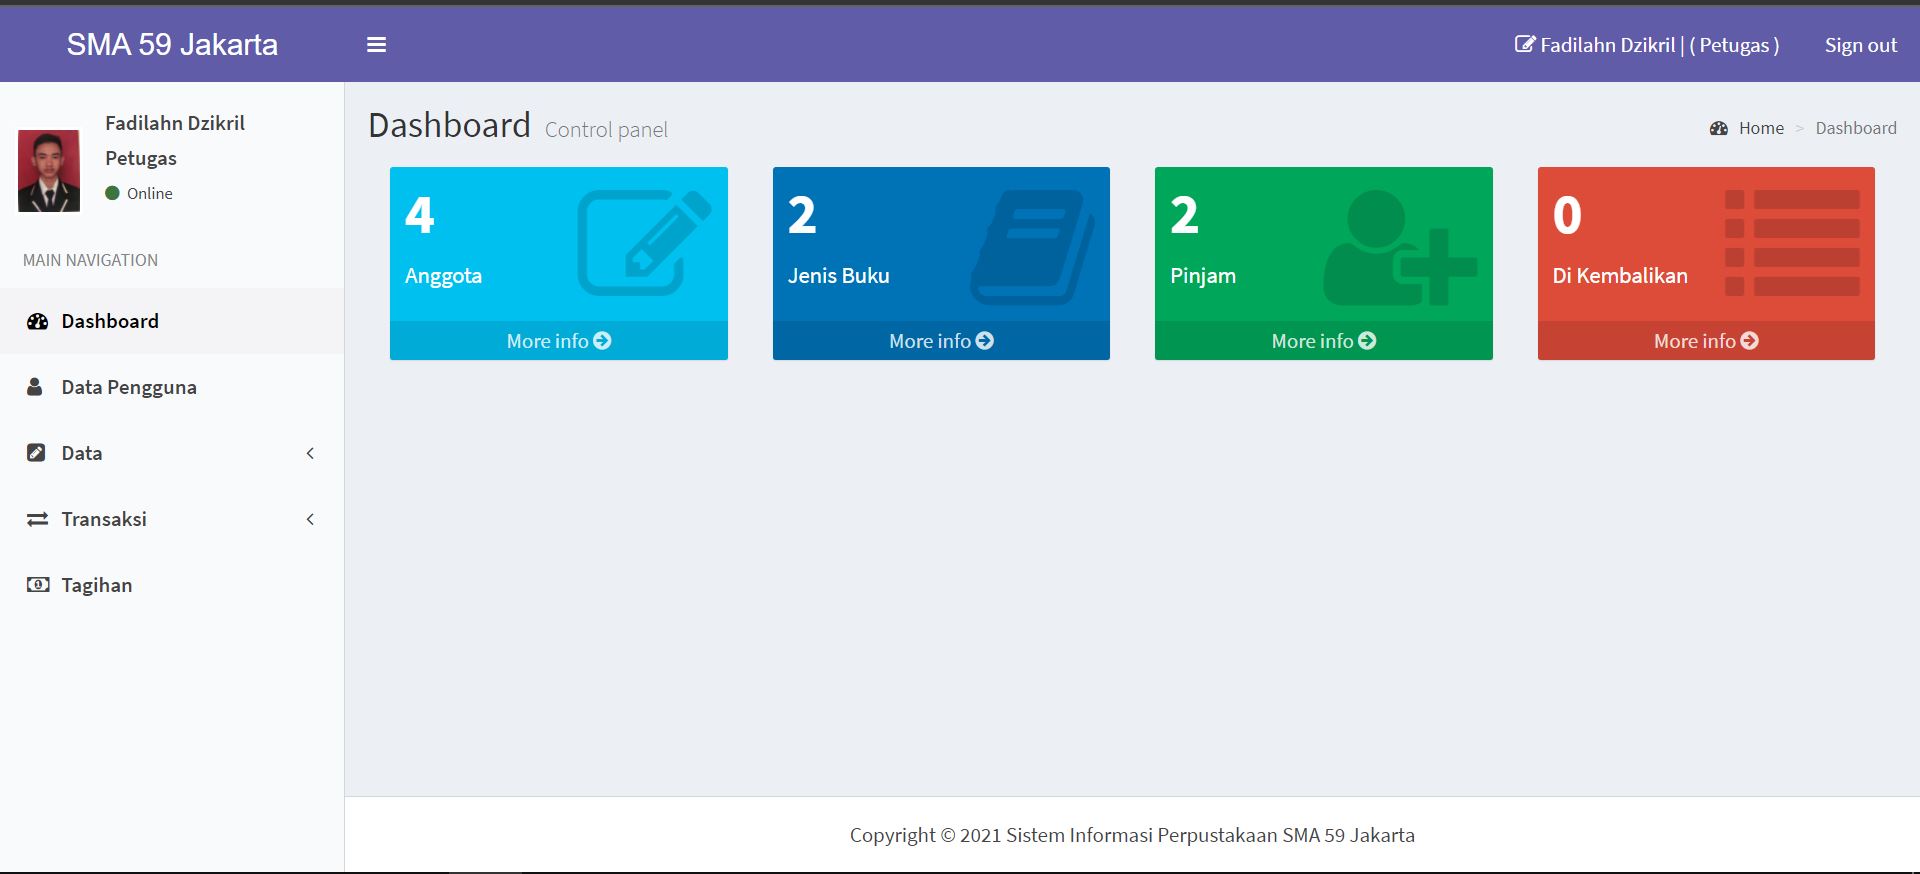 SMA 59 Jakarta
Fadilahn Dzikril | ( Petugas )
Sign out
Fadilahn Dzikril
Petugas
Online
MAIN NAVIGATION
Dashboard
Data Pengguna
Data
Transaksi
Tagihan
Dashboard Control panel
Home > Dashboard
4
Anggota
More info
2
Jenis Buku
More info
2
Pinjam
More info
0
Di Kembalikan
More info
Copyright © 2021 Sistem Informasi Perpustakaan SMA 59 Jakarta